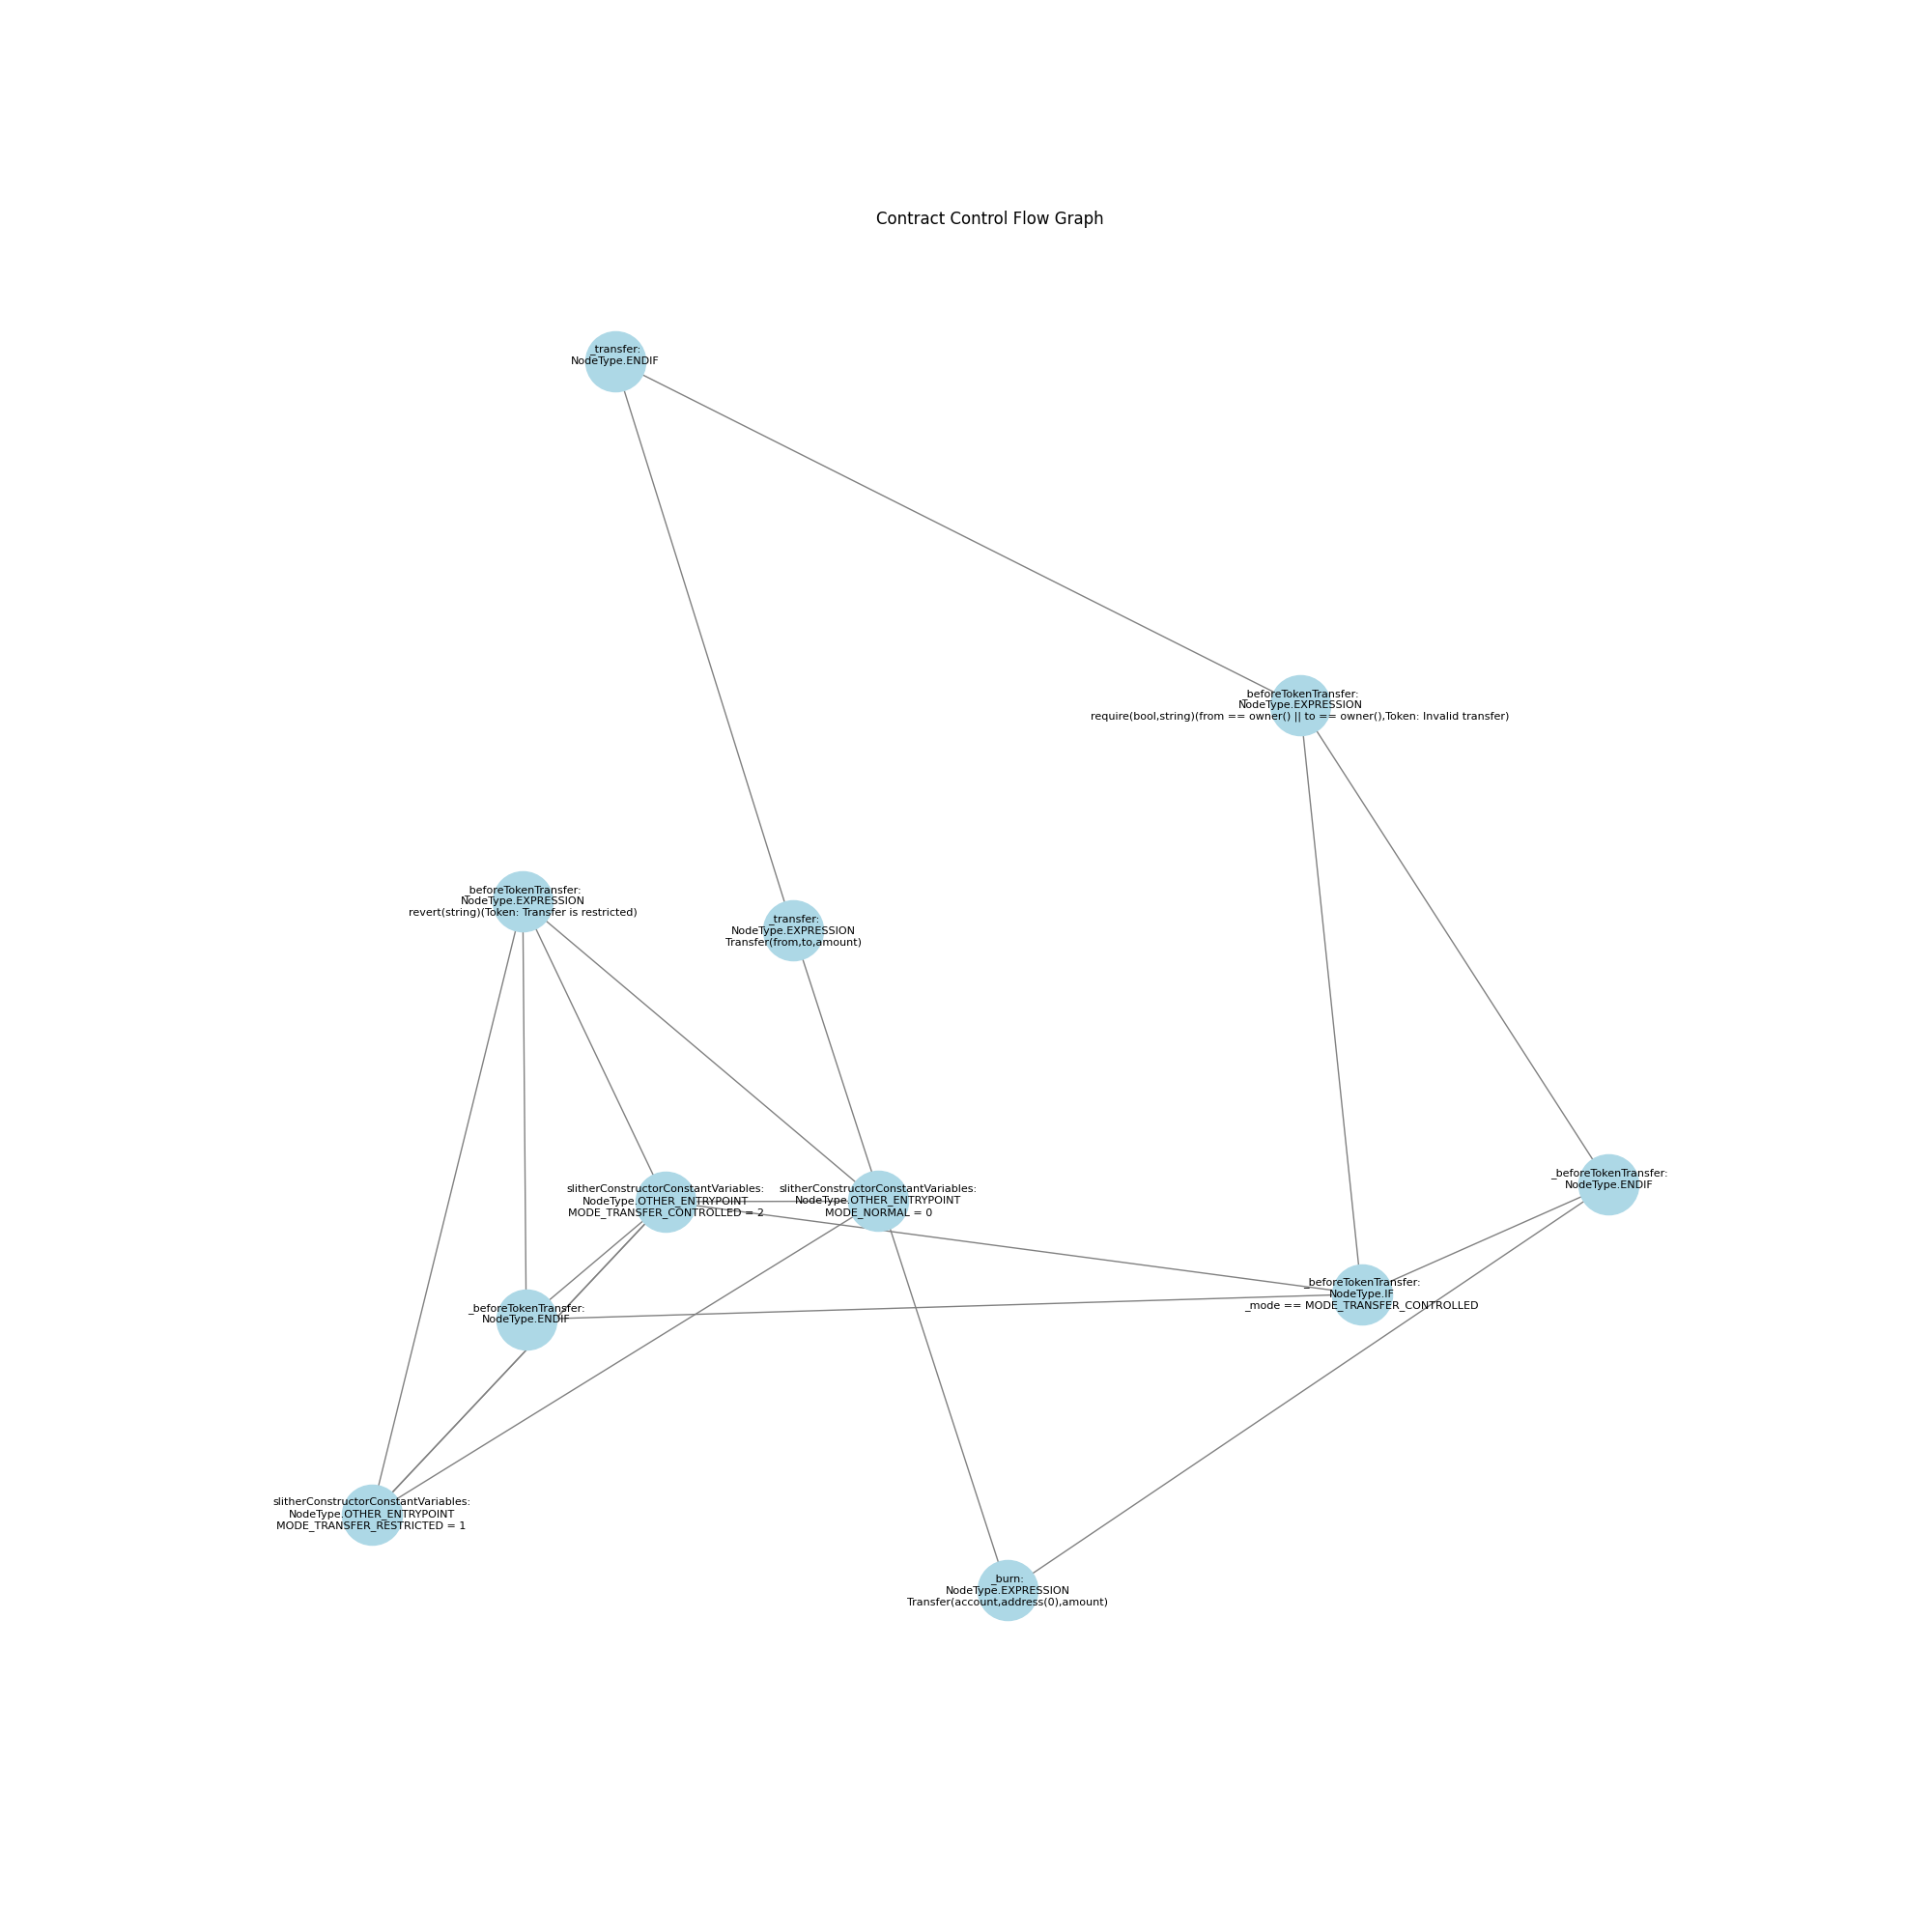 Contract Control Flow Graph
_transfer:
NodeType.ENDIF
_beforeTokenTransfer:
NodeType.EXPRESSION
require(bool,string)(from == owner() || to == owner(),Token: Invalid transfer)
_beforeTokenTransfer:
NodeType.EXPRESSION
revert(string)(Token: Transfer is restricted)
_transfer:
NodeType.EXPRESSION
Transfer(from,to,amount)
slitherConstructorConstantVariables:
NodeType.OTHER_ENTRYPOINT
MODE_TRANSFER_CONTROLLED = 2
slitherConstructorConstantVariables:
NodeType.OTHER_ENTRYPOINT
MODE_NORMAL = 0
_beforeTokenTransfer:
NodeType.ENDIF
_beforeTokenTransfer:
NodeType.IF
_mode == MODE_TRANSFER_CONTROLLED
_beforeTokenTransfer:
NodeType.ENDIF
slitherConstructorConstantVariables:
NodeType.OTHER_ENTRYPOINT
MODE_TRANSFER_RESTRICTED = 1
_burn:
NodeType.EXPRESSION
Transfer(account,address(0),amount)